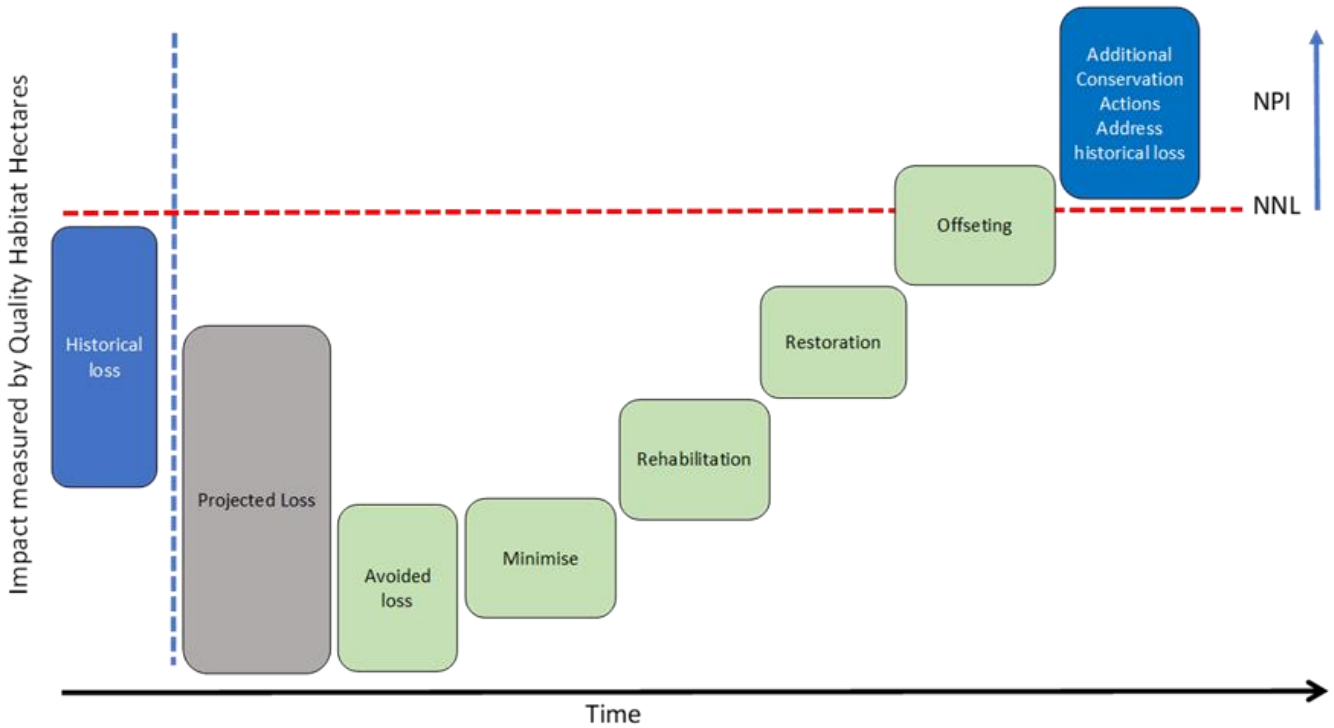 Impact measured by Quality Habitat Hectares
Historical
loss
Projected Loss
Avoided
loss
Minimise
Rehabilitation
Restoration
Offseting
Additional
Conservation
Actions
Address
historical loss
NPI
NNL
Time